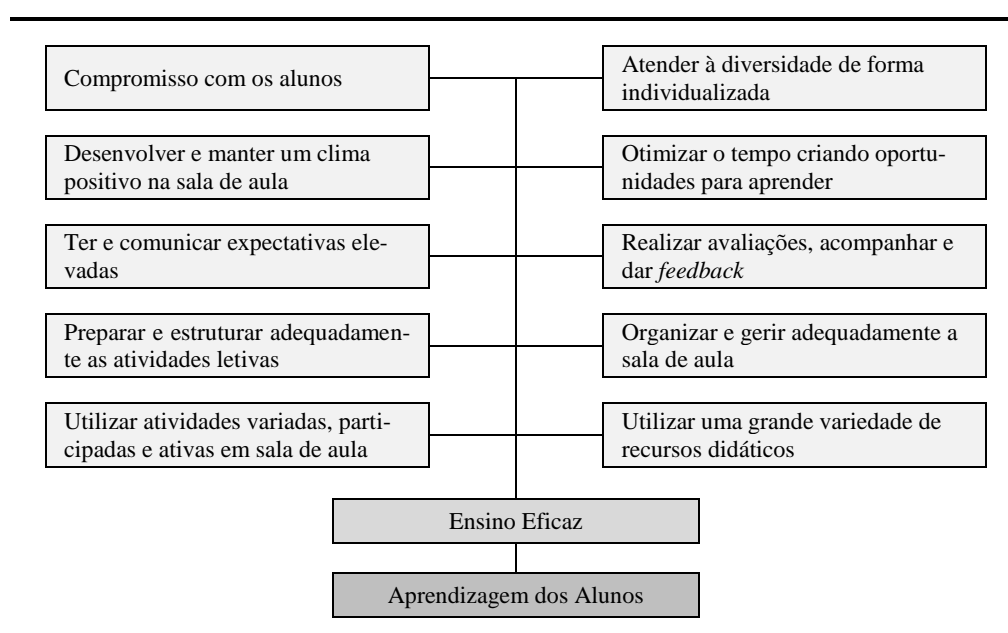 Compromisso com os alunos
Atender à diversidade de forma
individualizada
Desenvolver e manter um clima
positivo na sala de aula
Otimizar o tempo criando oportu-
nidades para aprender
Ter e comunicar expectativas ele-
vadas
Realizar avaliações, acompanhar e
dar feedback
Preparar e estruturar adequadamen-
te as atividades letivas
Organizar e gerir adequadamente a
sala de aula
Utilizar atividades variadas, parti-
cipadas e ativas em sala de aula
Utilizar uma grande variedade de
recursos didáticos
Ensino Eficaz
Aprendizagem dos Alunos